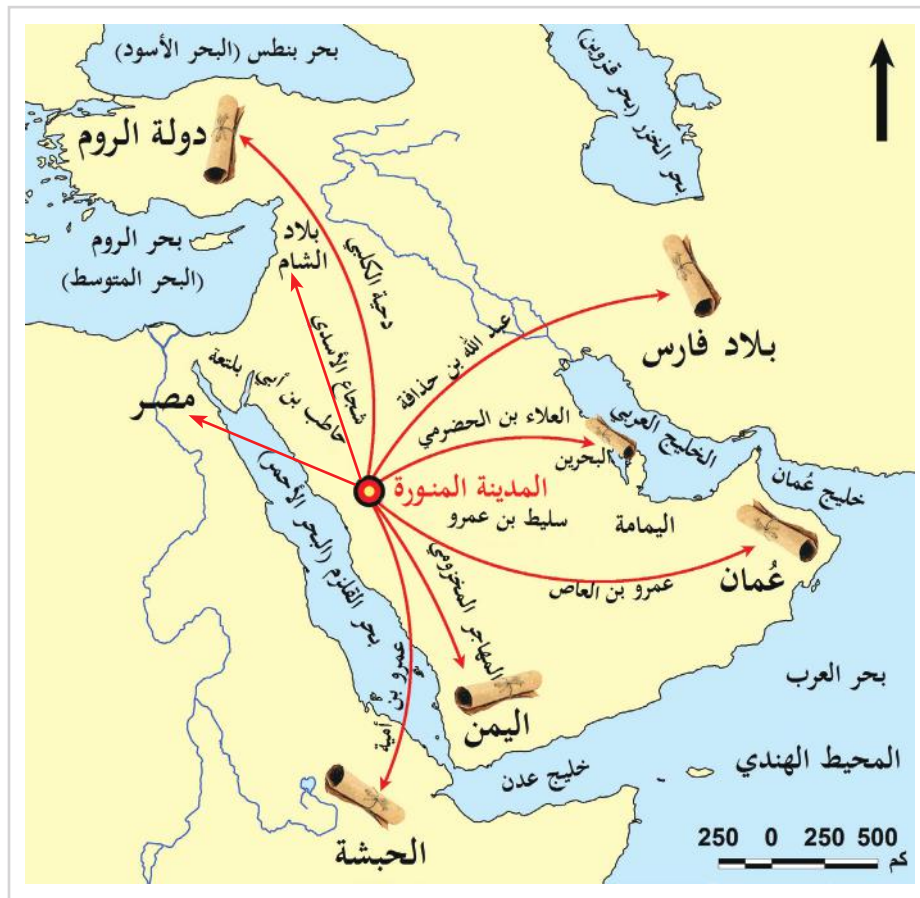 بحر بنطس (البحر الأسود)
بحر الخزر (بحر قزوين)
دولة الروم
بحر الروم
(البحر المتوسط)
بلاد
الشام
دحية الكلبي
شجاع الأسدي
عبد الله بن حذافة
بلاد فارس
حاطب بن أبي بلتعة
مصر
العلاء بن الحضرمي
البحرين
الخليج العربي
خليج عُمان
المدينة المنورة
سليط بن عمرو
اليمامة
عمرو بن العاص
عُمان
بحر القلزم (البحر الأحمر)
المهاجر المخزومي
عمرو بن أمية
اليمن
بحر العرب
المحيط الهندي
خليج عدن
الحبشة
250 0 250 500
كم